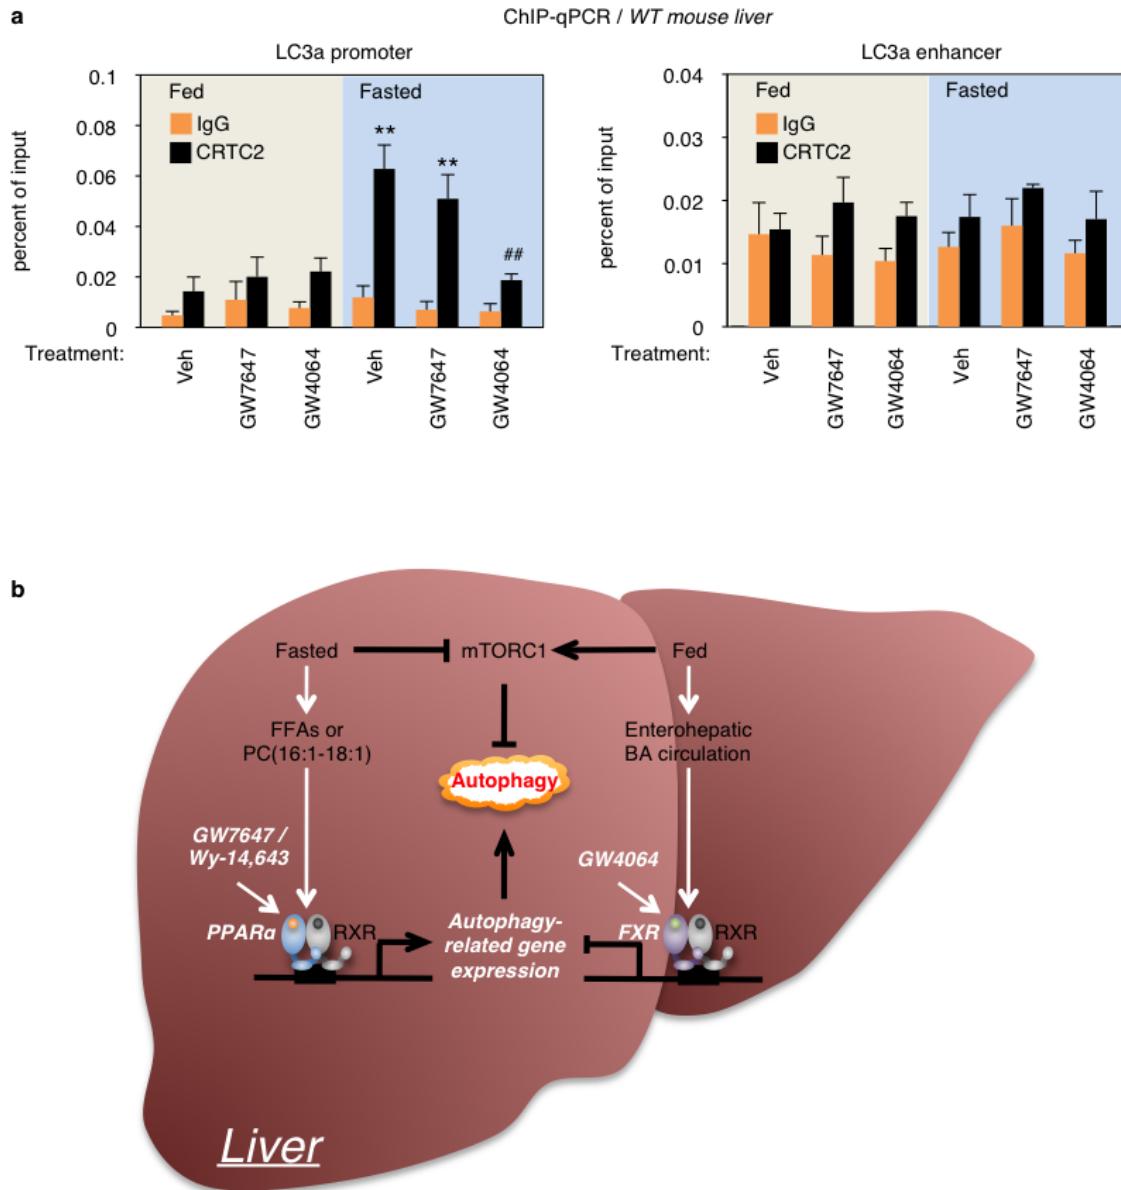 a
ChIP-qPCR / WT mouse liver
LC3a promoter
percent of input
0.1
0.08
0.06
0.04
0.02
0
Fed
Fasted
IgG
CRTC2
**
**
##
Treatment:
Veh
GW7647
GW4064
Veh
GW7647
GW4064
LC3a enhancer
percent of input
0.04
0.03
0.02
0.01
0
Fed
Fasted
IgG
CRTC2
Treatment:
Veh
GW7647
GW4064
Veh
GW7647
GW4064
b
Fasted
mTORC1
Fed
FFAs or
PC(16:1-18:1)
Enterohepatic
BA circulation
Autophagy
GW7647 /
Wy-14,643
GW4064
PPARα
RXR
Autophagy-
related gene
expression
FXR
RXR
Liver